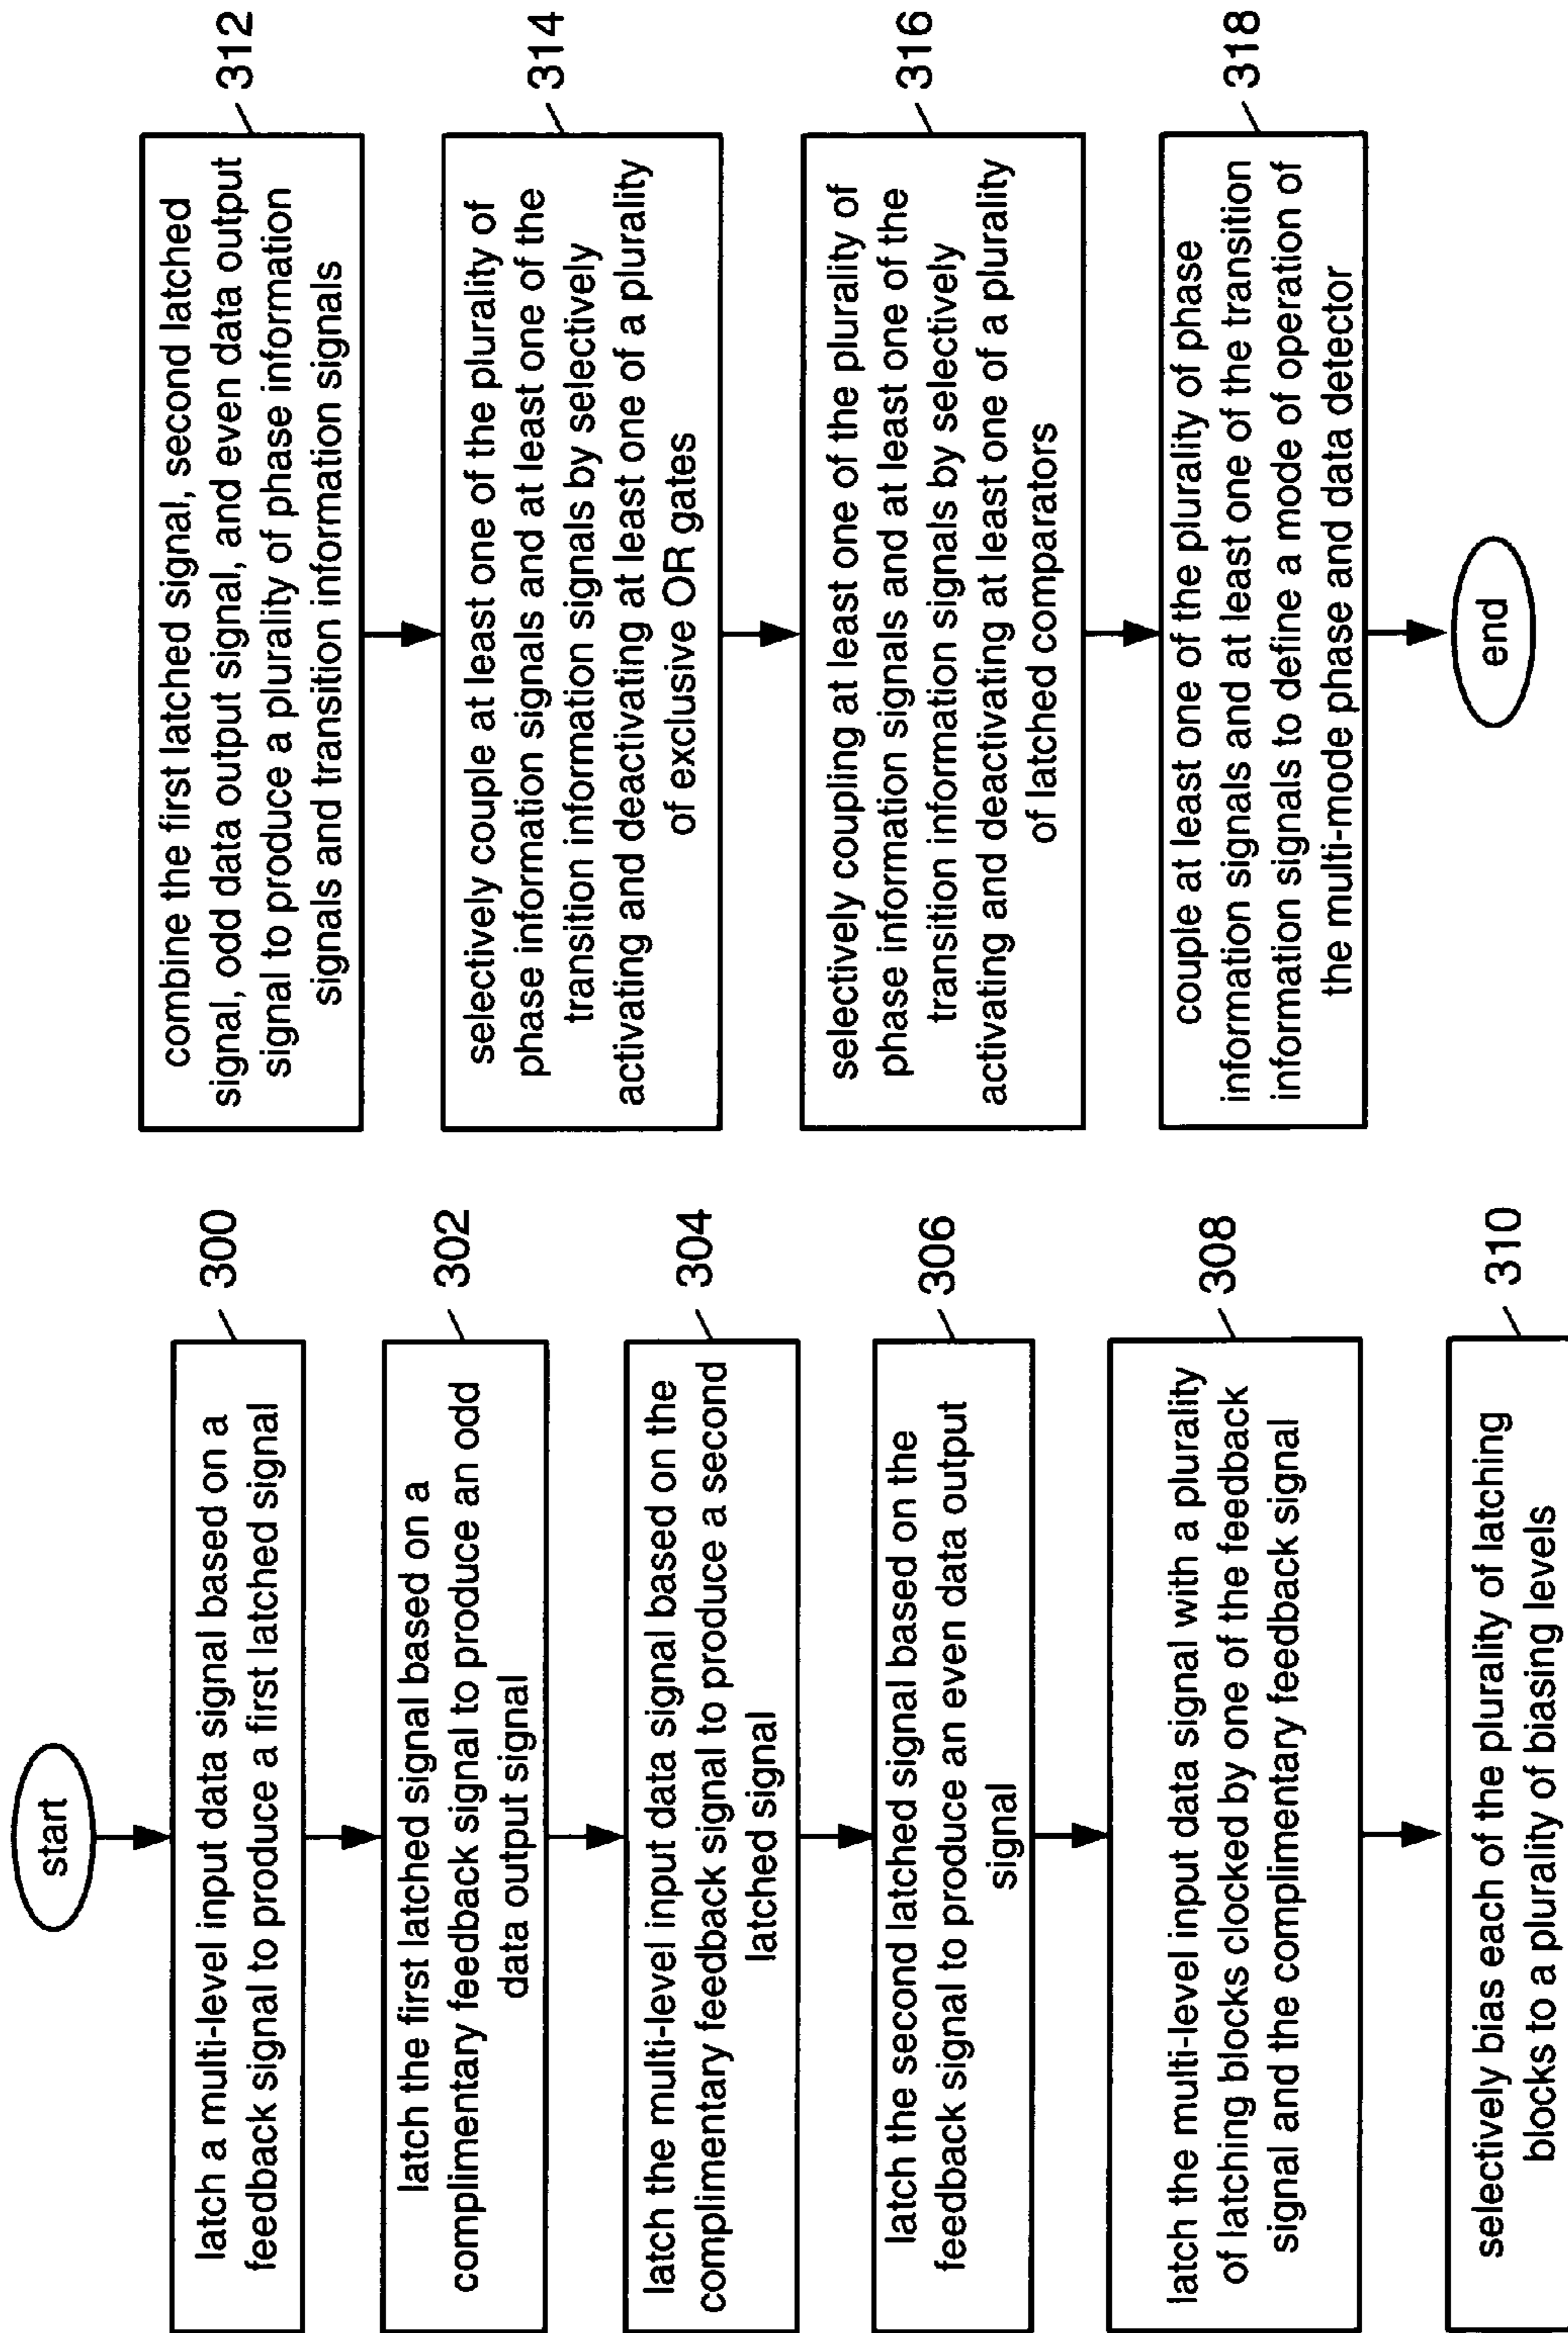 start
latch a multi-level input data signal based on a
feedback signal to produce a first latched signal
300
latch the first latched signal based on a
complimentary feedback signal to produce an odd
data output signal
302
latch the multi-level input data signal based on the
complimentary feedback signal to produce a second
latched signal
304
latch the second latched signal based on the
feedback signal to produce an even data output
signal
306
latch the multi-level input data signal with a plurality
of latching blocks clocked by one of the feedback
signal and the complimentary feedback signal
308
selectively bias each of the plurality of latching
blocks to a plurality of biasing levels
310
combine the first latched signal, second latched
signal, odd data output signal, and even data output
signal to produce a plurality of phase information
signals and transition information signals
312
selectively couple at least one of the plurality of
phase information signals and at least one of the
transition information signals by selectively
activating and deactivating at least one of a plurality
of exclusive OR gates
314
selectively coupling at least one of the plurality of
phase information signals and at least one of the
transition information signals by selectively
activating and deactivating at least one of a plurality
of latched comparators
316
couple at least one of the plurality of phase
information signals and at least one of the transition
information signals to define a mode of operation of
the multi-mode phase and data detector
318
end